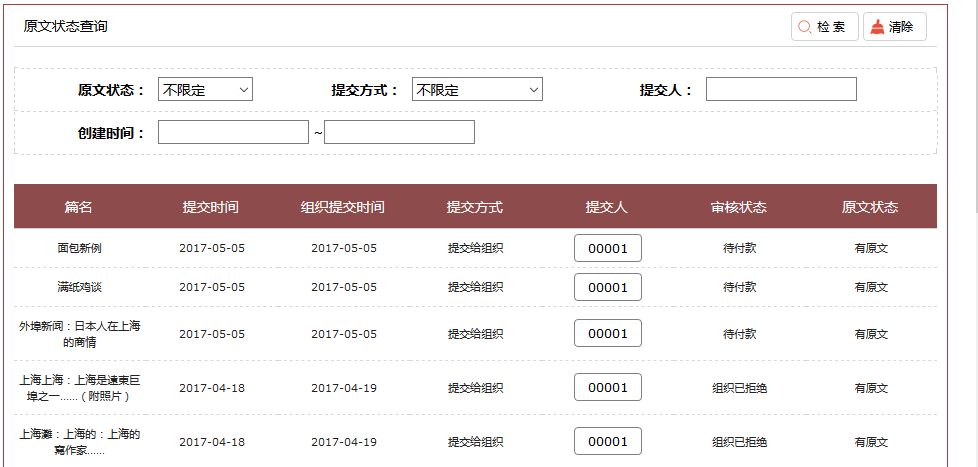 原文状态查询 检 索 清除
原文状态： 不限定 提交方式： 不限定 提交人：
创建时间： ~
篇名 提交时间 组织提交时间 提交方式 提交人 审核状态 原文状态
面包新例 2017-05-05 2017-05-05 提交给组织 00001 待付款 有原文
满纸鸡谈 2017-05-05 2017-05-05 提交给组织 00001 待付款 有原文
外埠新闻：日本人在上海
的商情 2017-05-05 2017-05-05 提交给组织 00001 待付款 有原文
上海上海：上海是遠東巨
埠之一......（附照片） 2017-04-18 2017-04-19 提交给组织 00001 组织已拒绝 有原文
上海灘：上海的：上海的
寫作家...... 2017-04-18 2017-04-19 提交给组织 00001 组织已拒绝 有原文